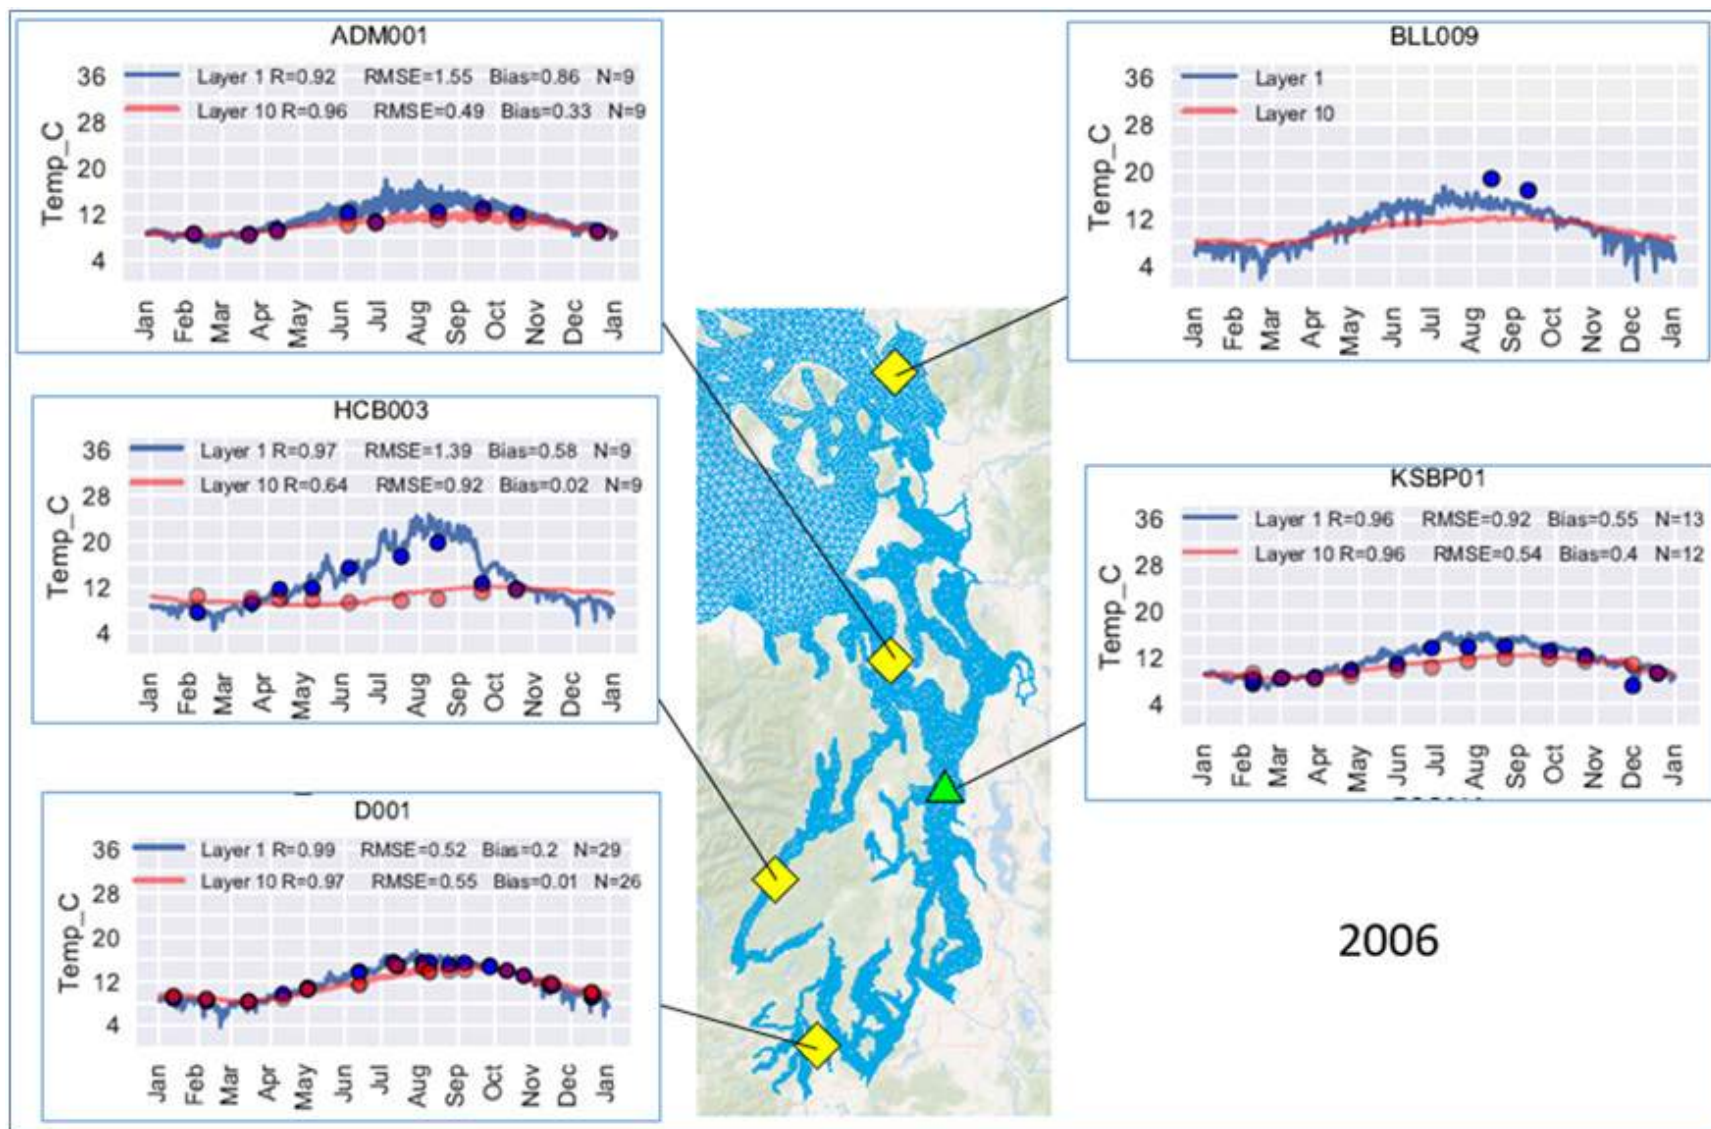 ADM001
Layer 1 R=0.92 RMSE=1.55 Bias=0.86 N=9
Layer 10 R=0.96 RMSE=0.49 Bias=0.33 N=9
Temp_C
36
28
20
12
4
Jan Feb Mar Apr May Jun Jul Aug Sep Oct Nov Dec Jan
BLL009
Layer 1
Layer 10
Temp_C
36
28
20
12
4
Jan Feb Mar Apr May Jun Jul Aug Sep Oct Nov Dec Jan
HCB003
Layer 1 R=0.97 RMSE=1.39 Bias=0.58 N=9
Layer 10 R=0.64 RMSE=0.92 Bias=0.02 N=9
Temp_C
36
28
20
12
4
Jan Feb Mar Apr May Jun Jul Aug Sep Oct Nov Dec Jan
KSBP01
Layer 1 R=0.96 RMSE=0.92 Bias=0.55 N=13
Layer 10 R=0.96 RMSE=0.54 Bias=0.4 N=12
Temp_C
36
28
20
12
4
Jan Feb Mar Apr May Jun Jul Aug Sep Oct Nov Dec Jan
D001
Layer 1 R=0.99 RMSE=0.52 Bias=0.2 N=29
Layer 10 R=0.97 RMSE=0.55 Bias=0.01 N=26
Temp_C
36
28
20
12
4
Jan Feb Mar Apr May Jun Jul Aug Sep Oct Nov Dec Jan
2006